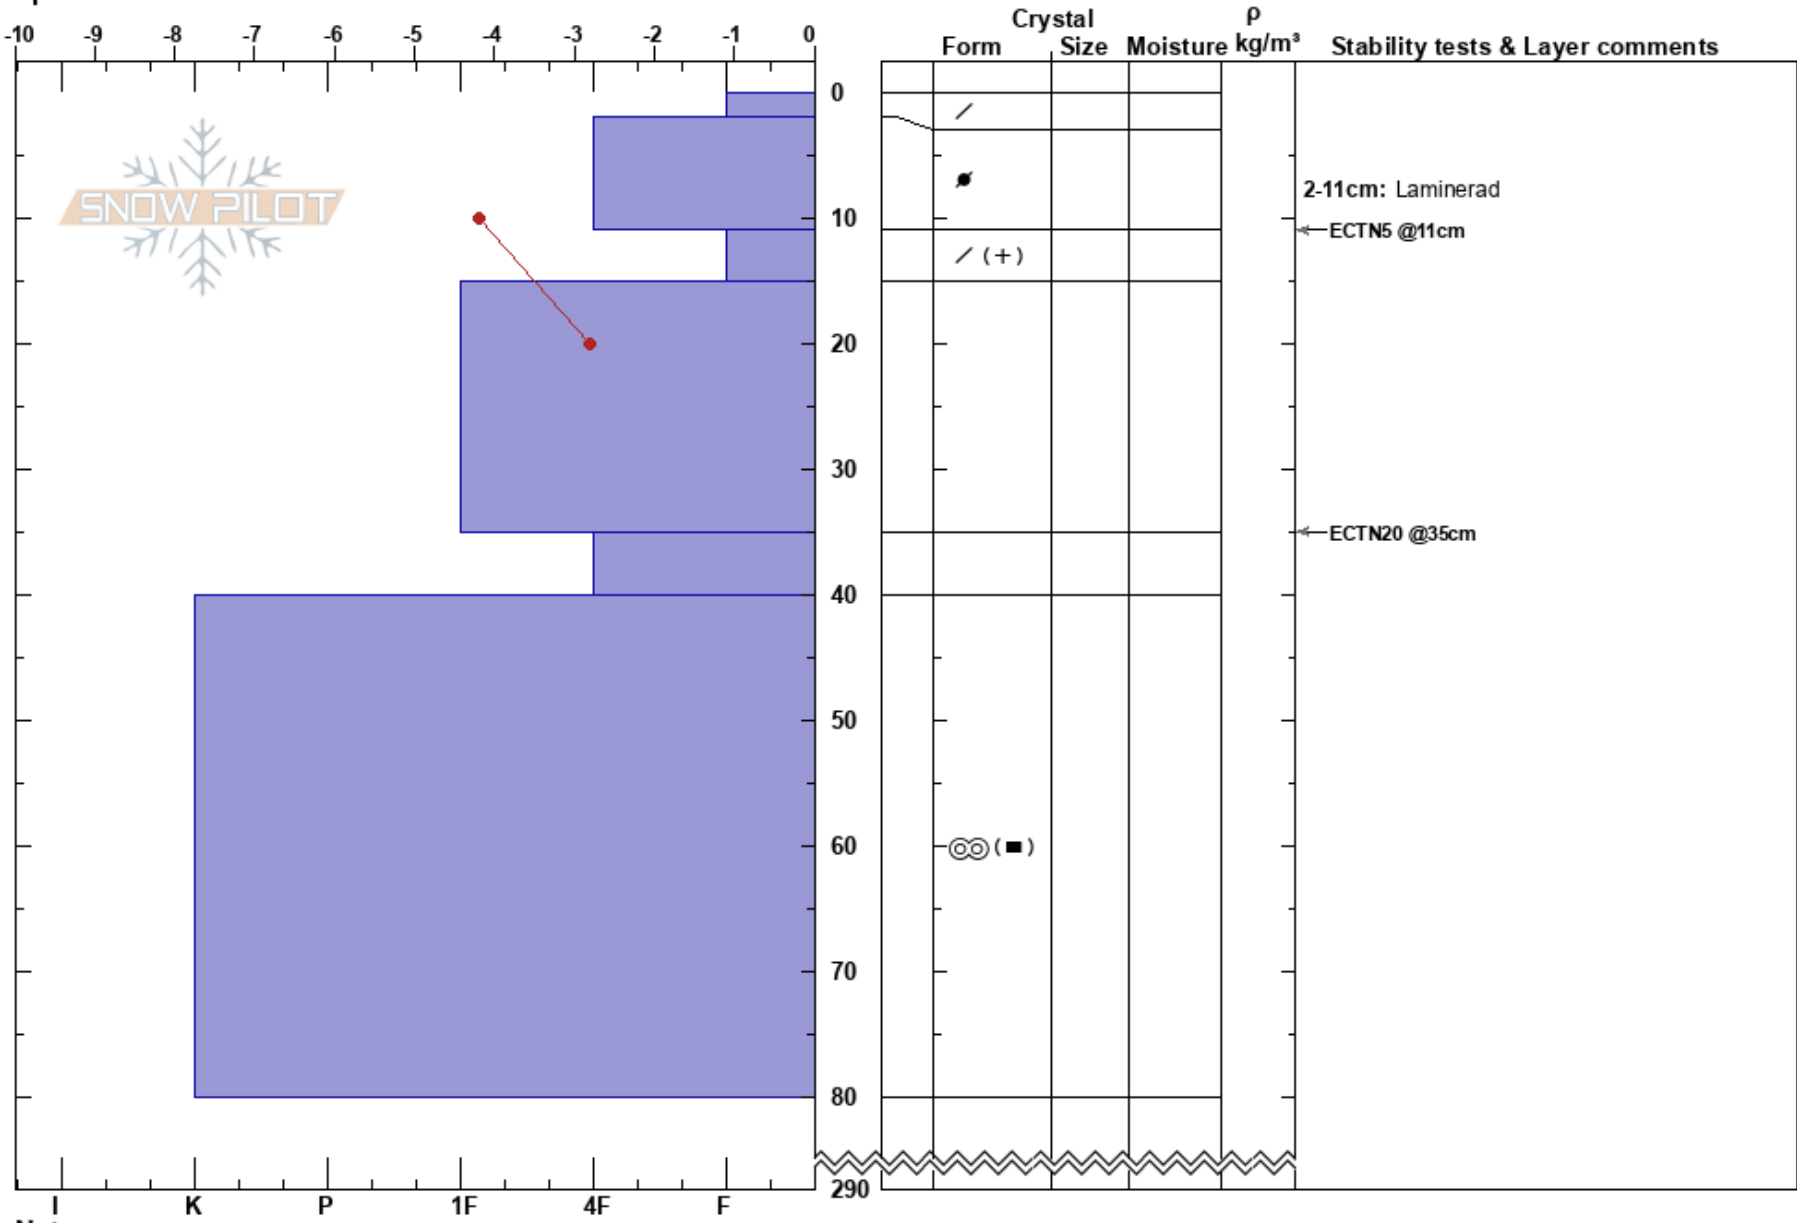 Crystal ρ
-10 -9 -8 -7 -6 -5 -4 -3 -2 -1 0
Form Size Moisture kg/m³ Stability tests & Layer comments
0
SNOW PILOT
2-11cm: Laminerad
10
ECTN5 @11cm
(+)
20
30
ECTN20 @35cm
40
50
60
70
80
290
I K P 1F 4F F